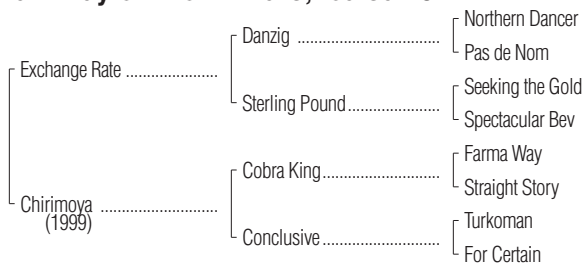 Northern Dancer
Danzig
Pas de Nom
Exchange Rate
Seeking the Gold
Sterling Pound
Spectacular Bev
Farma Way
Cobra King
Straight Story
Chirimoya
(1999)
Turkoman
Conclusive
For Certain